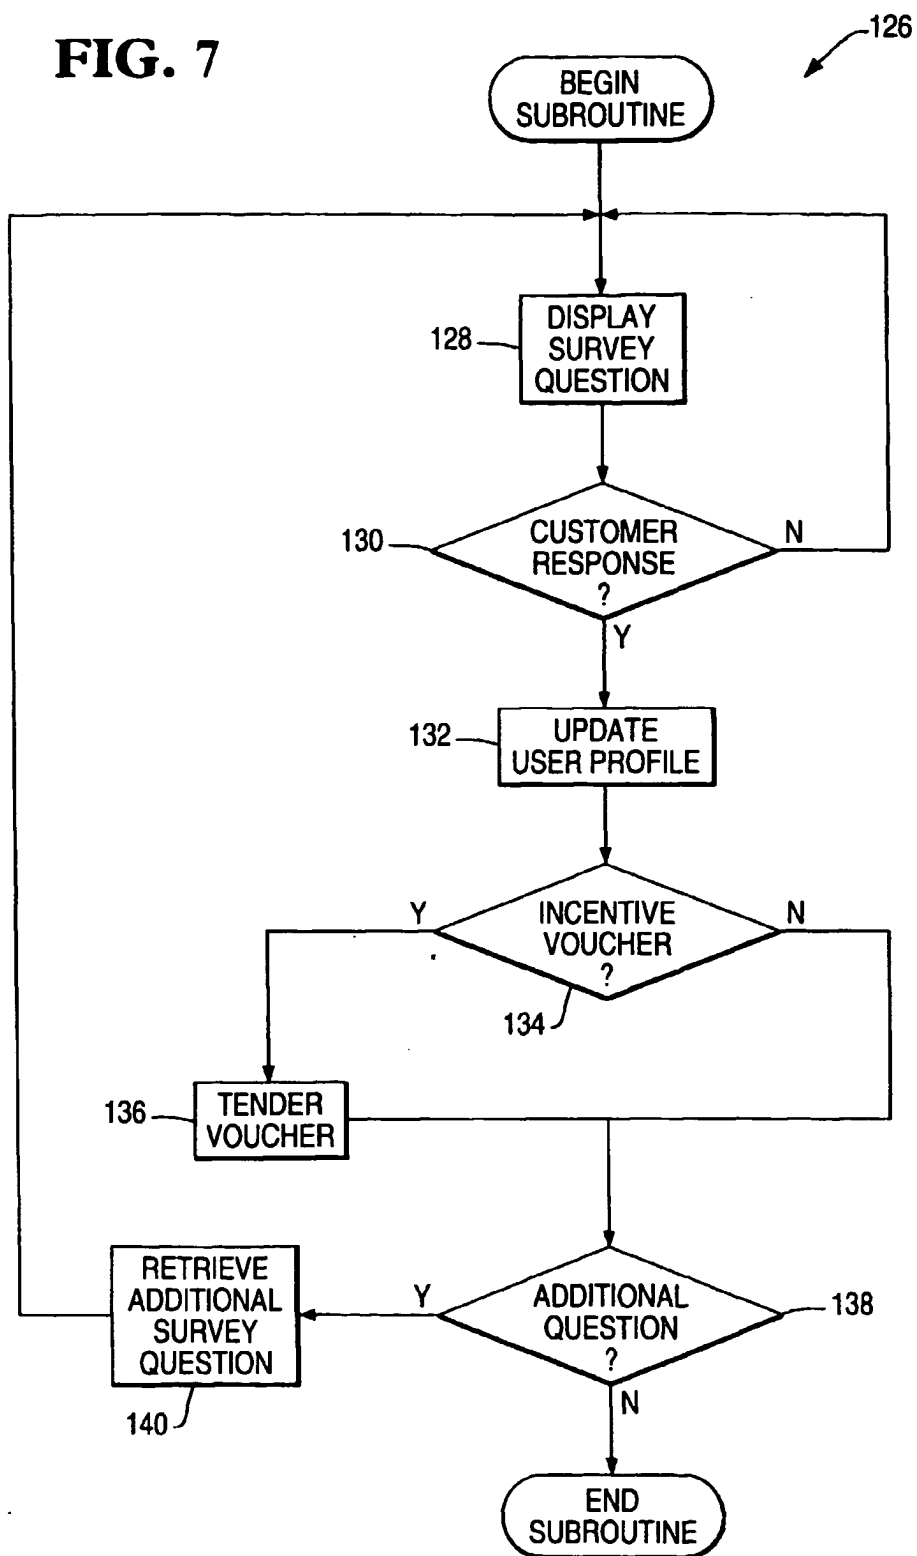 FIG. 7
126
BEGIN
SUBROUTINE
128
DISPLAY
SURVEY
QUESTION
130
CUSTOMER
RESPONSE
?
N
Y
132
UPDATE
USER PROFILE
Y
INCENTIVE
VOUCHER
?
N
134
136
TENDER
VOUCHER
RETRIEVE
ADDITIONAL
SURVEY
QUESTION
140
Y
ADDITIONAL
QUESTION
?
138
N
END
SUBROUTINE